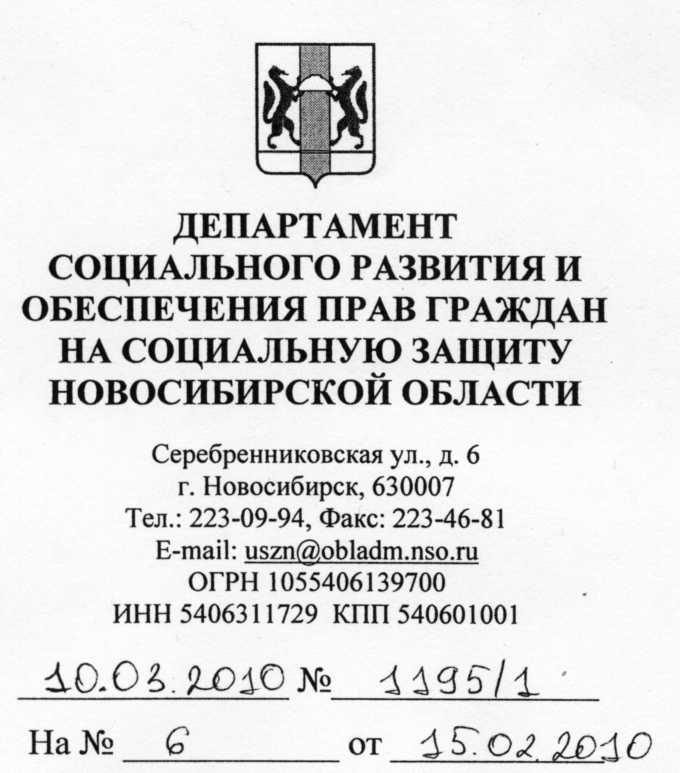 ДЕПАРТАМЕНТ
СОЦИАЛЬНОГО РАЗВИТИЯ И
ОБЕСПЕЧЕНИЯ ПРАВ ГРАЖДАН
НА СОЦИАЛЬНУЮ ЗАЩИТУ
НОВОСИБИРСКОЙ ОБЛАСТИ
Серебренниковская ул., д. 6
г. Новосибирск, 630007
Тел.: 223-09-94, Факс: 223-46-81
E-mail: uszn@obladm.nso.ru
ОГРН 1055406139700
ИНН 5406311729 КПП 540601001
10.03.2010 № 1195/1
На № 6 от 15.02.2010